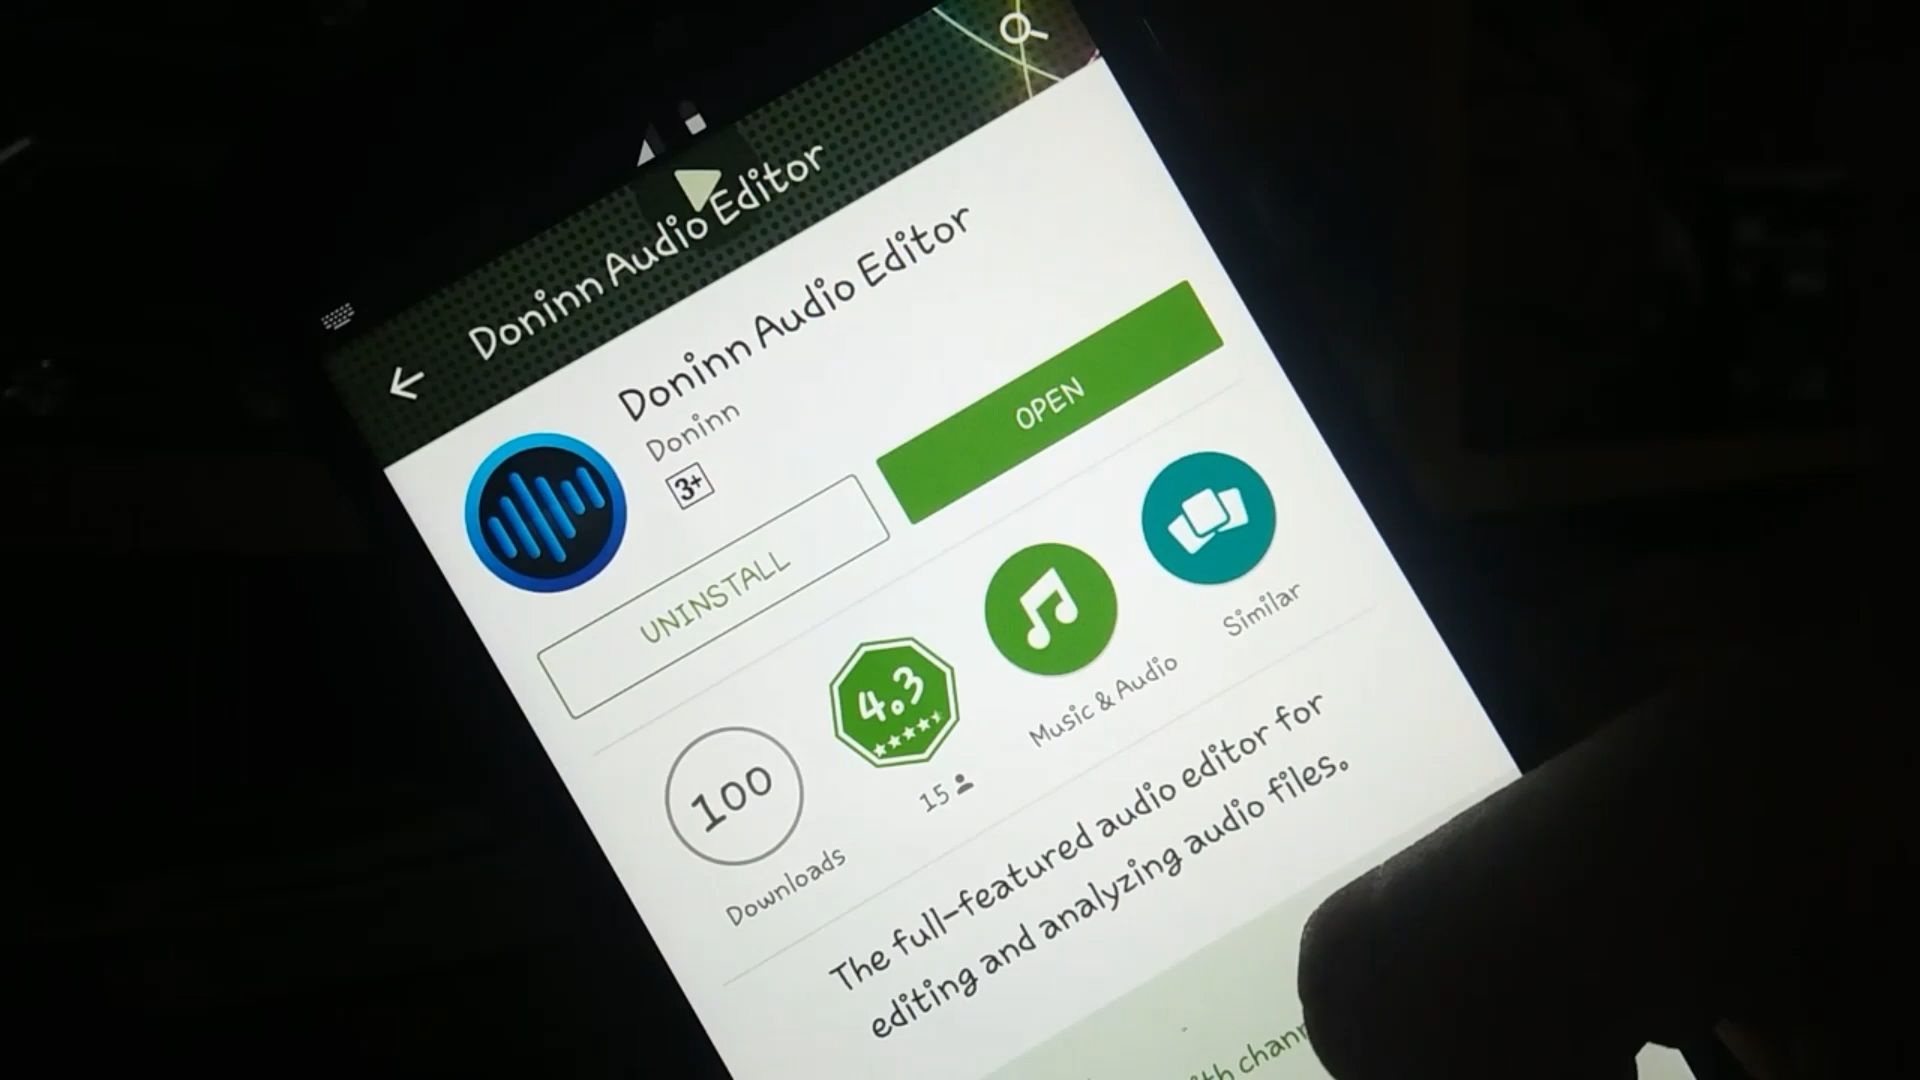 Doninn Audio Editor
Doninn Audio Editor
Doninn
3+
UNINSTALL
OPEN
100
Downloads
4.3
15
Music & Audio
Similar
The full-featured audio editor for
editing and analyzing audio files.